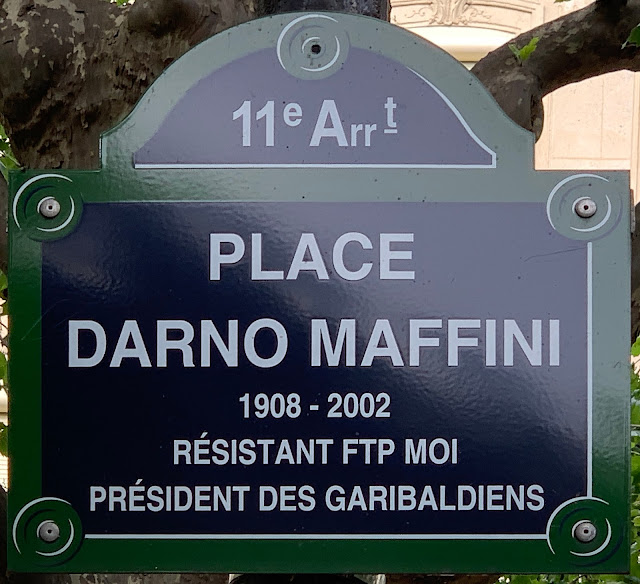 11e Arrt
PLACE
DARNO MAFFINI
1908 - 2002
RÉSISTANT FTP MOI
PRÉSIDENT DES GARIBALDIENS